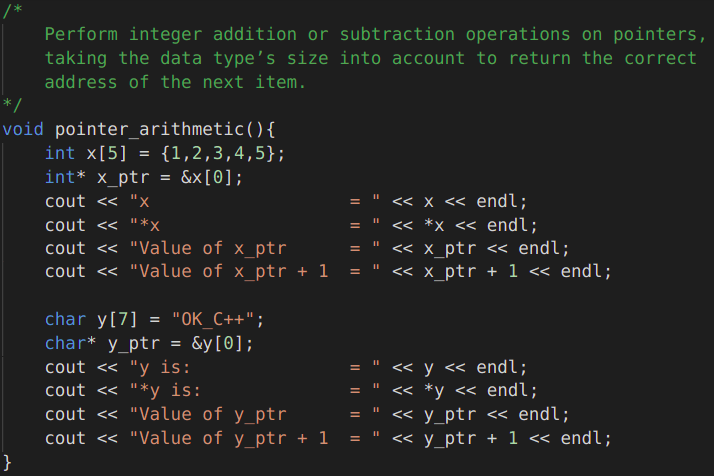 /*
    Perform integer addition or subtraction operations on pointers,
    taking the data type’s size into account to return the correct
    address of the next item.
*/
void pointer_arithmetic(){
    int x[5] = {1,2,3,4,5};
    int* x_ptr = &x[0];
    cout << "x                   = " << x << endl;
    cout << "*x                  = " << *x << endl;
    cout << "Value of x_ptr      = " << x_ptr << endl;
    cout << "Value of x_ptr + 1  = " << x_ptr + 1 << endl;

    char y[7] = "OK_C++";
    char* y_ptr = &y[0];
    cout << "y is:               = " << y << endl;
    cout << "*y is:              = " << *y << endl;
    cout << "Value of y_ptr      = " << y_ptr << endl;
    cout << "Value of y_ptr + 1  = " << y_ptr + 1 << endl;
}